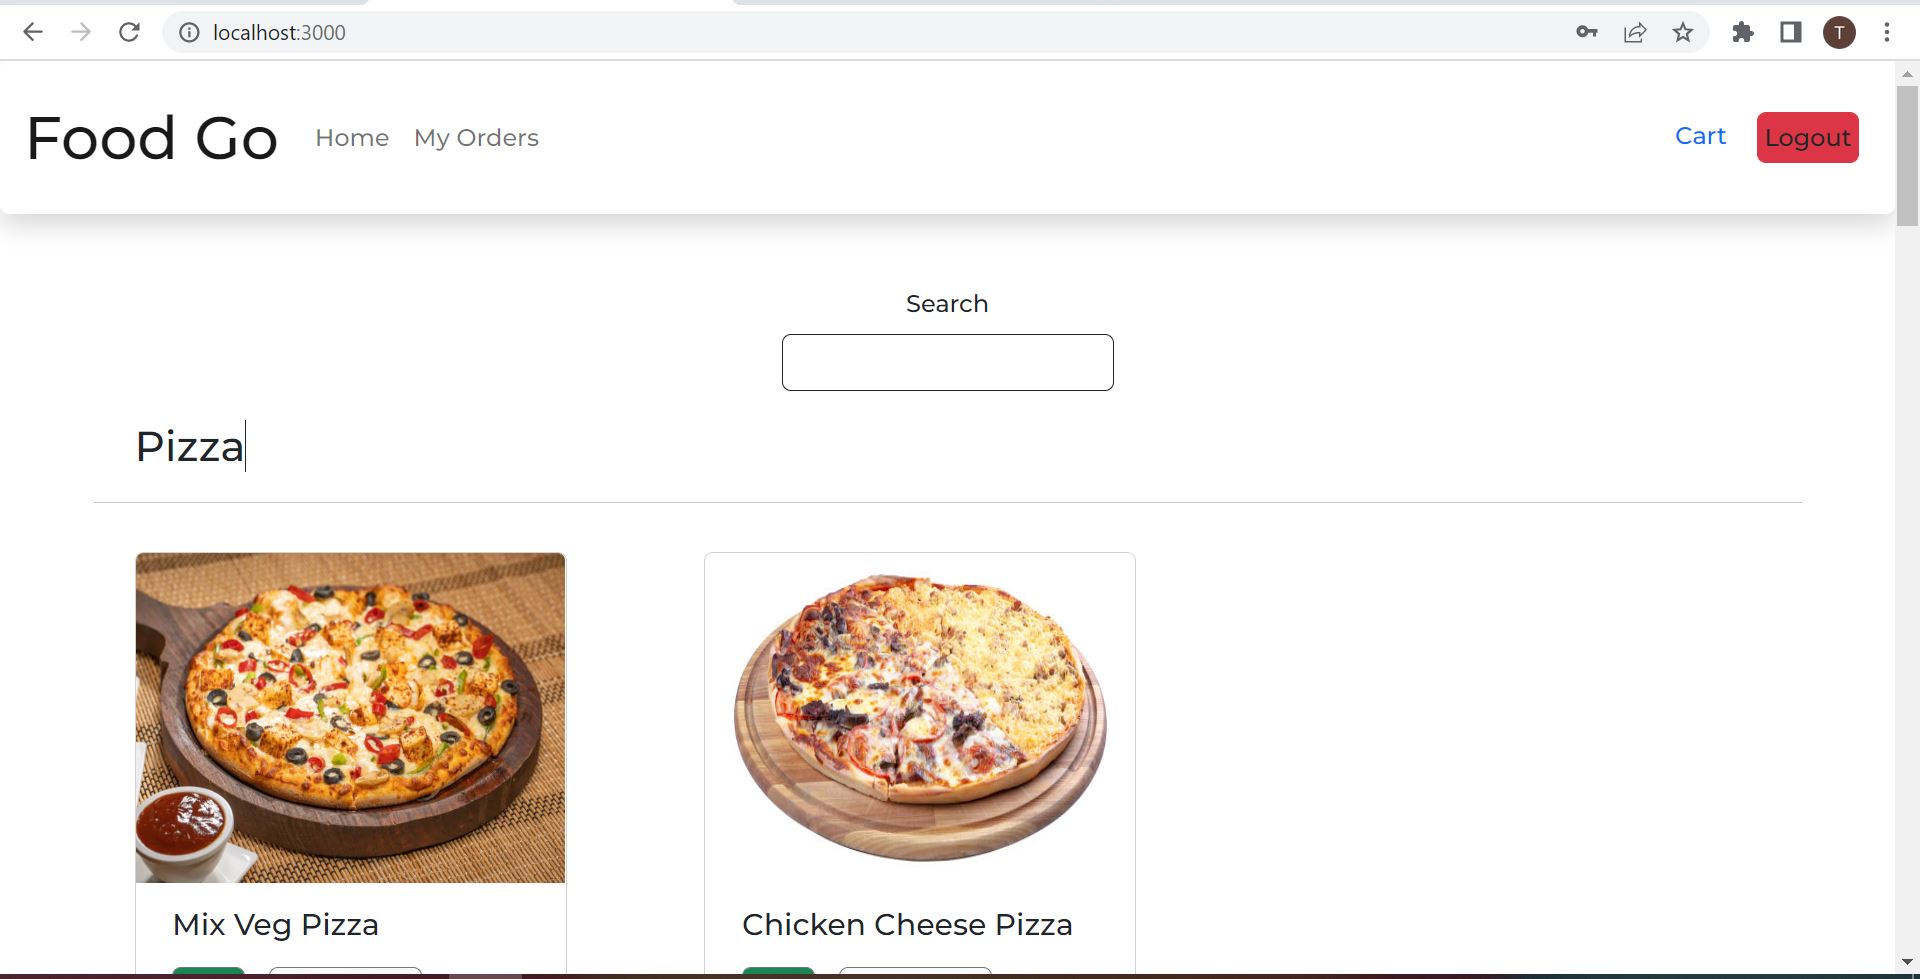 localhost:3000
T
Food Go Home My Orders Cart Logout
Search
Pizza
Mix Veg Pizza Chicken Cheese Pizza